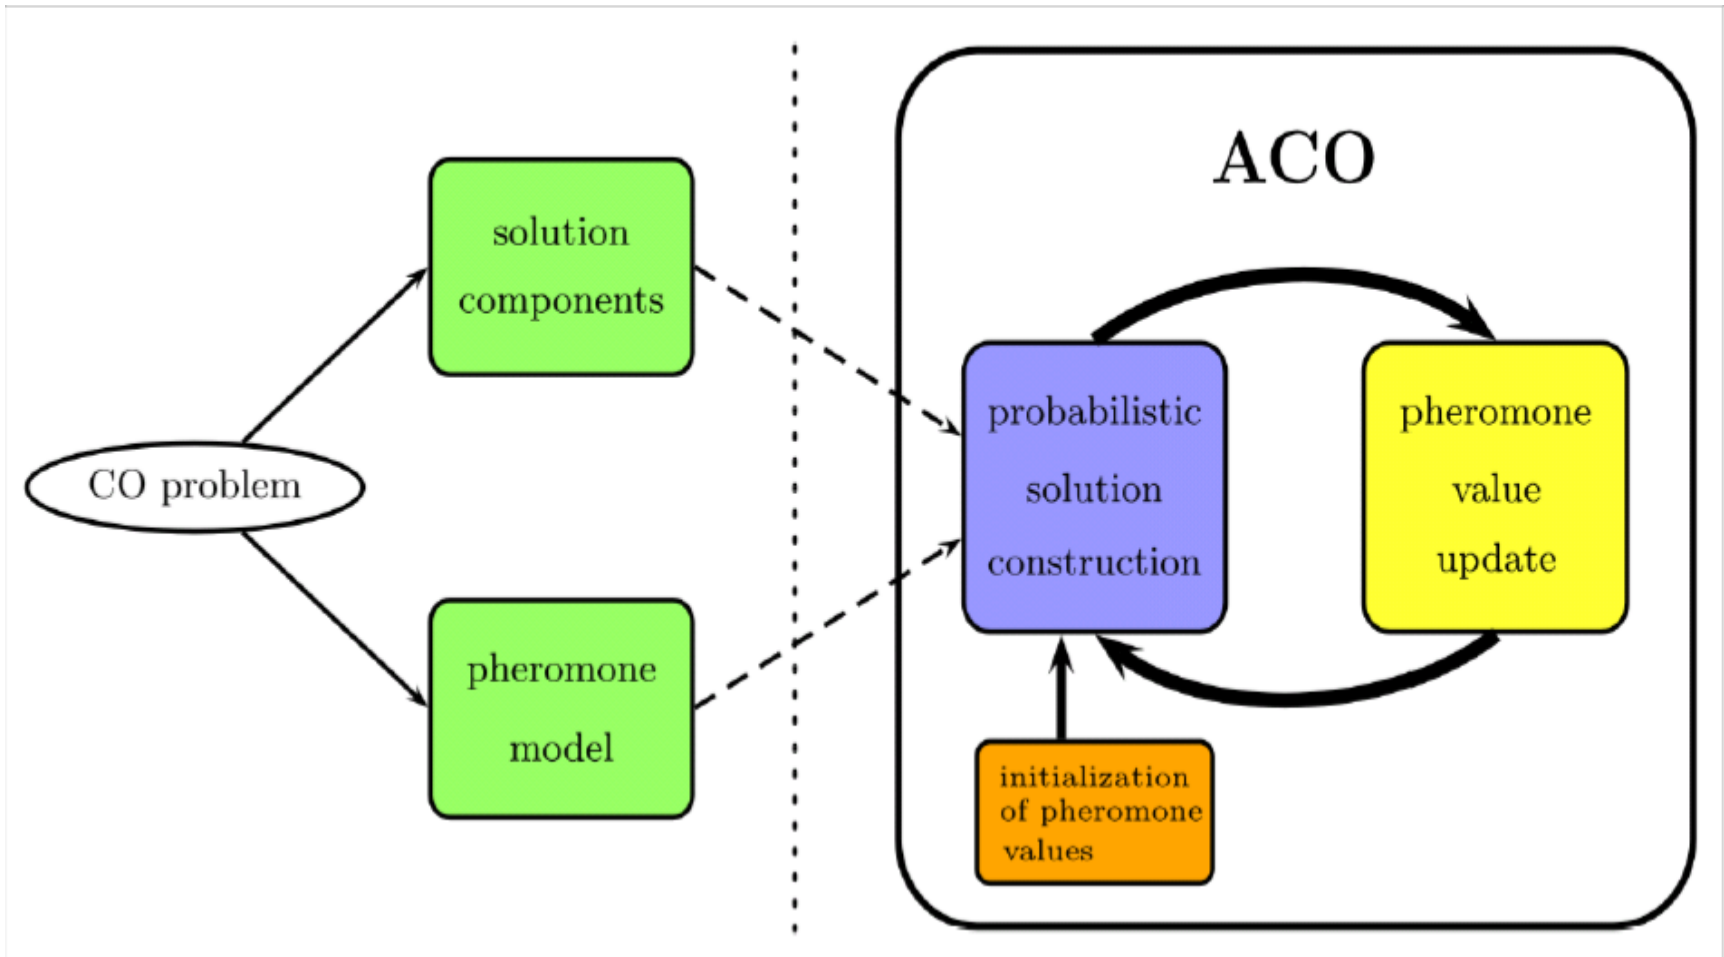 solution
components
CO problem
pheromone
model
ACO
probabilistic
solution
construction
pheromone
value
update
initialization
of pheromone
values